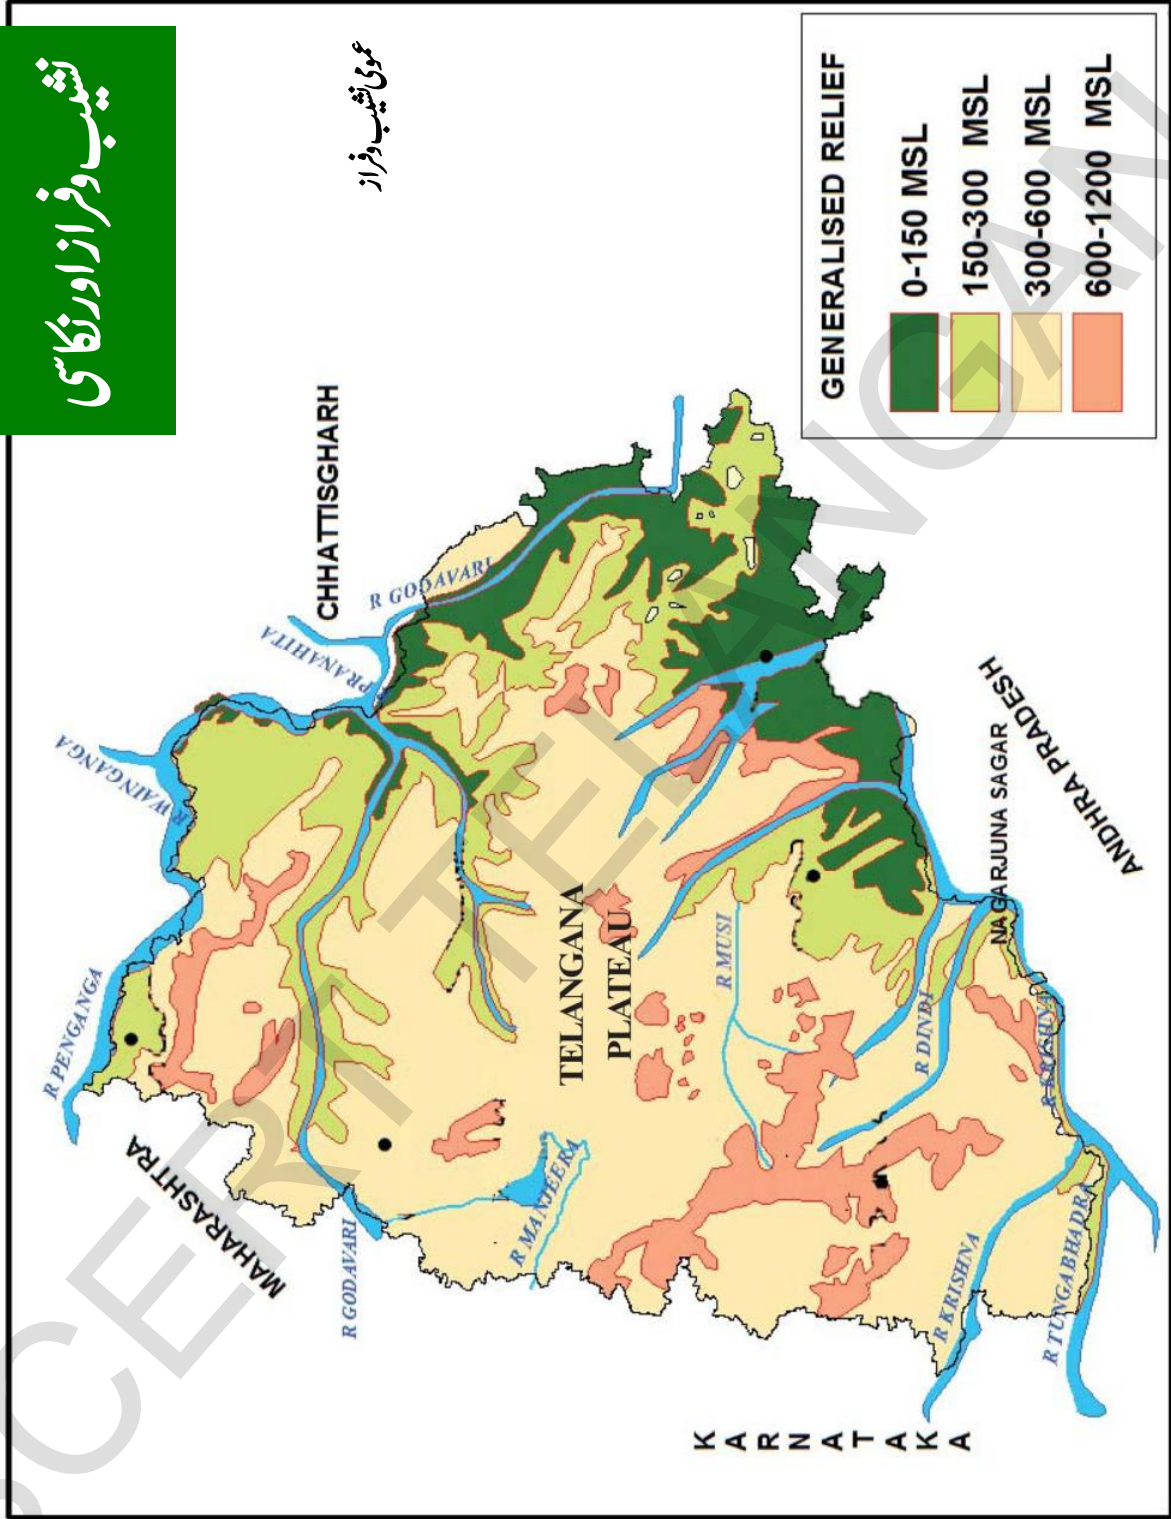 نشیب و فراز اور نکاسی
عمومی نشیب و فراز
GENERALISED RELIEF
0-150 MSL
150-300 MSL
300-600 MSL
600-1200 MSL
MAHARASHTRA
CHHATTISGHARH
ANDHRA PRADESH
KARNATAKA
R PENGANGA
R WAINGANGA
R PRANAHITA
R GODAVARI
R GODAVARI
R MANJEERA
TELANGANA
PLATEAU
R MUSI
R DINDI
NAGARJUNA SAGAR
R KRISHNA
R KRISHNA
R TUNGABHADRA
SCERT TELANGAN